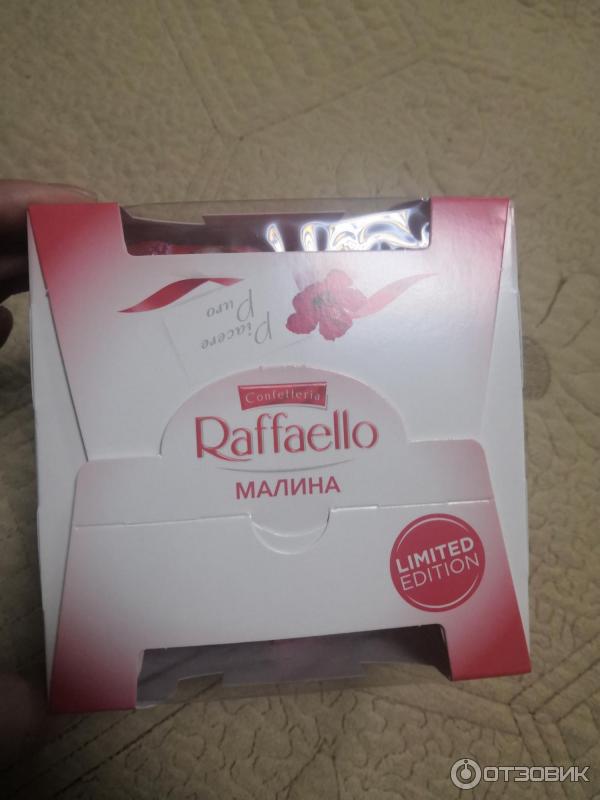 Piacere
Puro
Confetteria
Raffaello
МАЛИНА
LIMITED
EDITION
ОТЗОВИК